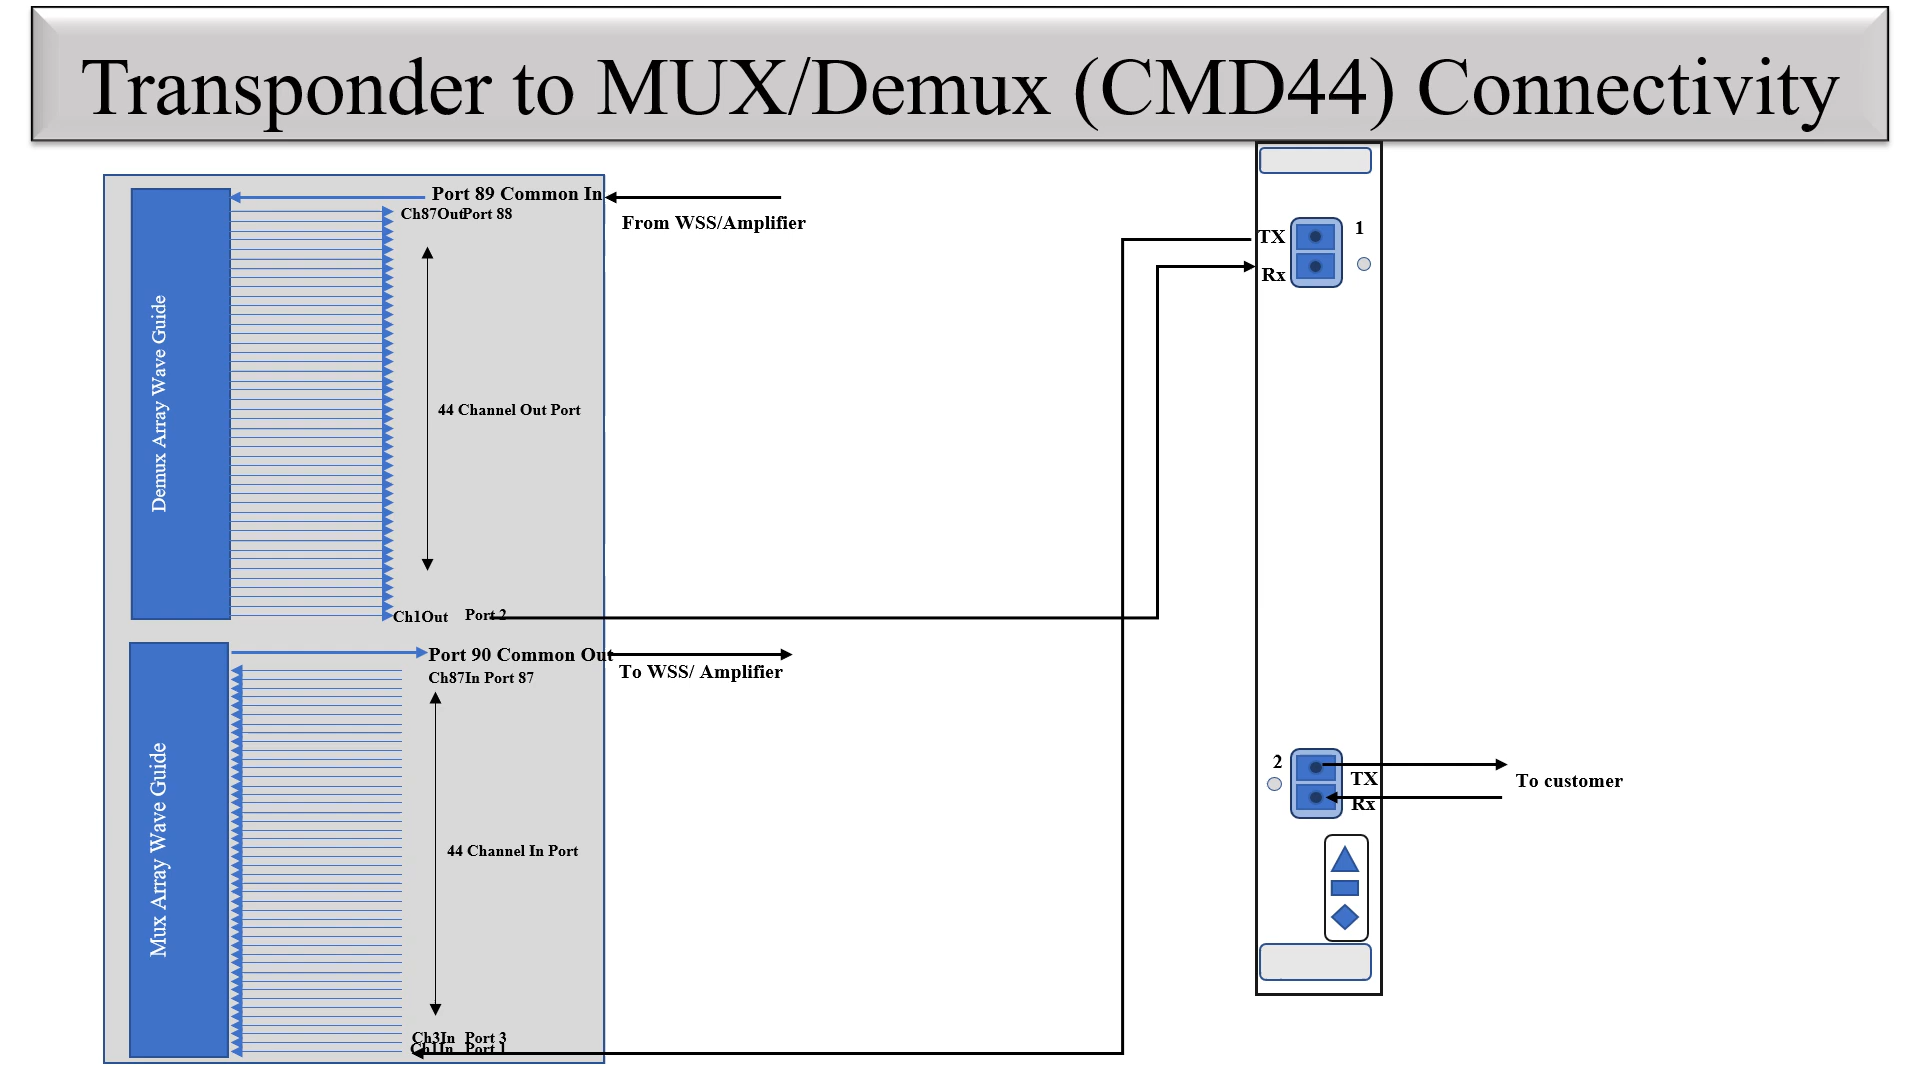 Transponder to MUX/Demux (CMD44) Connectivity
Port 89 Common In
Ch87Out Port 88
From WSS/Amplifier
TX
1
Rx
Demux Array Wave Guide
44 Channel Out Port
Ch1Out Port 2
Port 90 Common Out
To WSS/ Amplifier
Ch87In Port 87
Mux Array Wave Guide
44 Channel In Port
2
TX
To customer
Rx
Ch3In Port 3
Ch1In Port 1